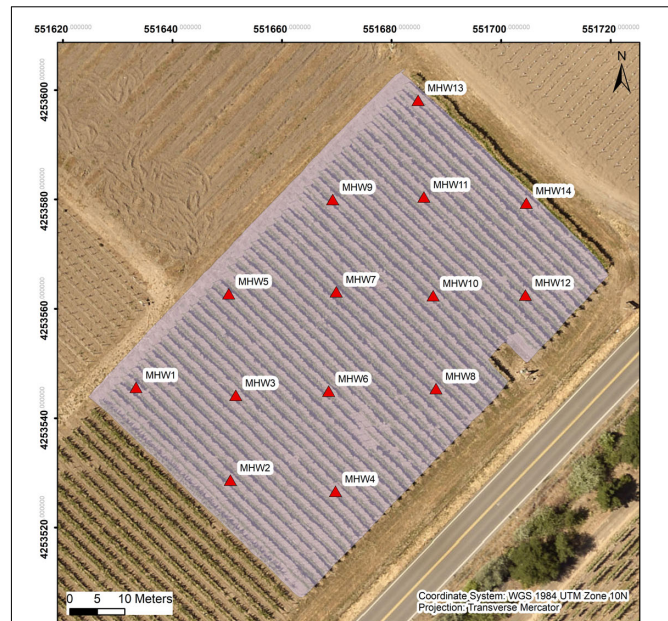 551620.000000 551640.000000 551660.000000 551680.000000 551700.000000 551720.000000
4253600.000000
4253580.000000
4253560.000000
4253540.000000
4253520.000000
N
MHW13
MHW9
MHW11
MHW14
MHW5
MHW7
MHW10
MHW12
MHW1
MHW3
MHW6
MHW8
MHW2
MHW4
0 5 10 Meters
Coordinate System: WGS 1984 UTM Zone 10N
Projection: Transverse Mercator